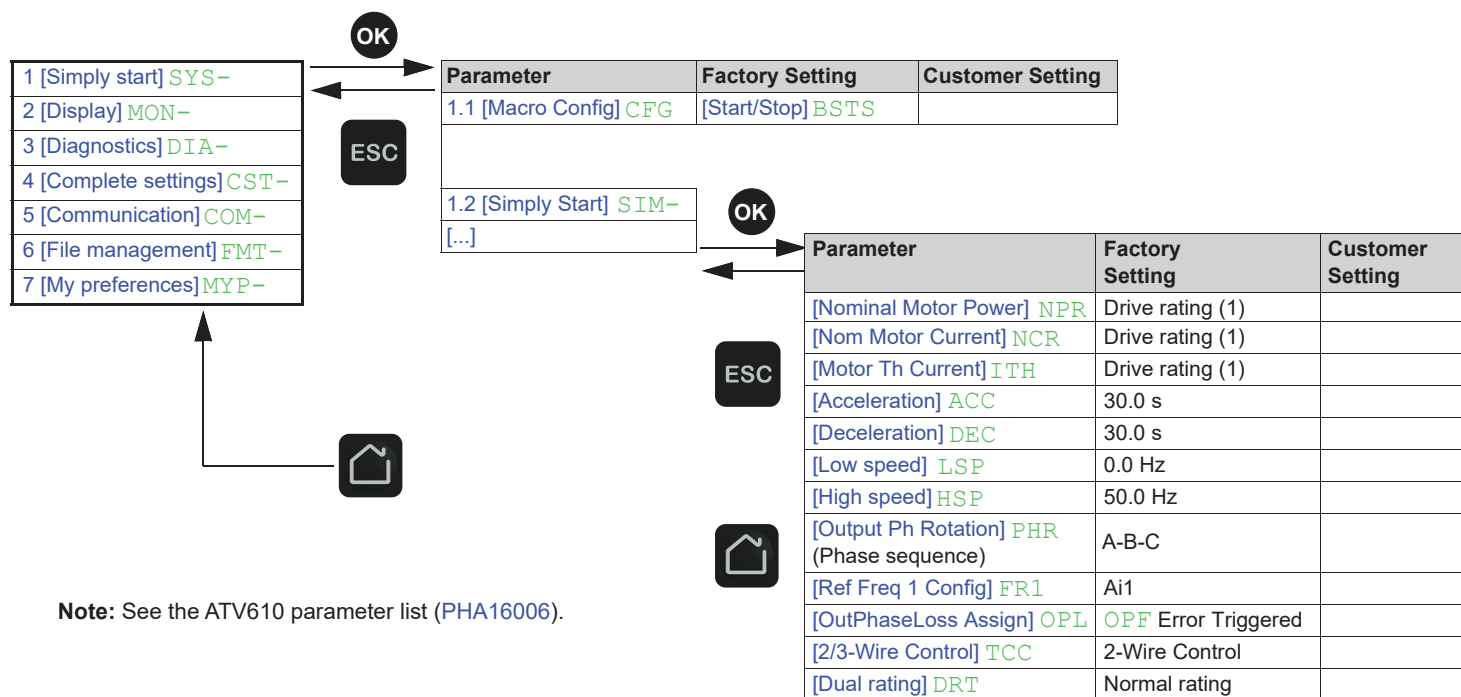 OK
1 [Simply start] SYS-
2 [Display] MON-
3 [Diagnostics] DIA-
4 [Complete settings] CST-
5 [Communication] COM-
6 [File management] FMT-
7 [My preferences] MYP-
ESC
Parameter Factory Setting Customer Setting
1.1 [Macro Config] CFG [Start/Stop] BSTS
1.2 [Simply Start] SIM-
[...]
OK
ESC
Parameter Factory Setting Customer Setting
[Nominal Motor Power] NPR Drive rating (1)
[Nom Motor Current] NCR Drive rating (1)
[Motor Th Current] ITH Drive rating (1)
[Acceleration] ACC 30.0 s
[Deceleration] DEC 30.0 s
[Low speed] LSP 0.0 Hz
[High speed] HSP 50.0 Hz
[Output Ph Rotation] PHR
(Phase sequence) A-B-C
[Ref Freq 1 Config] FR1 Ai1
[OutPhaseLoss Assign] OPL OPF Error Triggered
[2/3-Wire Control] TCC 2-Wire Control
[Dual rating] DRT Normal rating
Note: See the ATV610 parameter list (PHA16006).